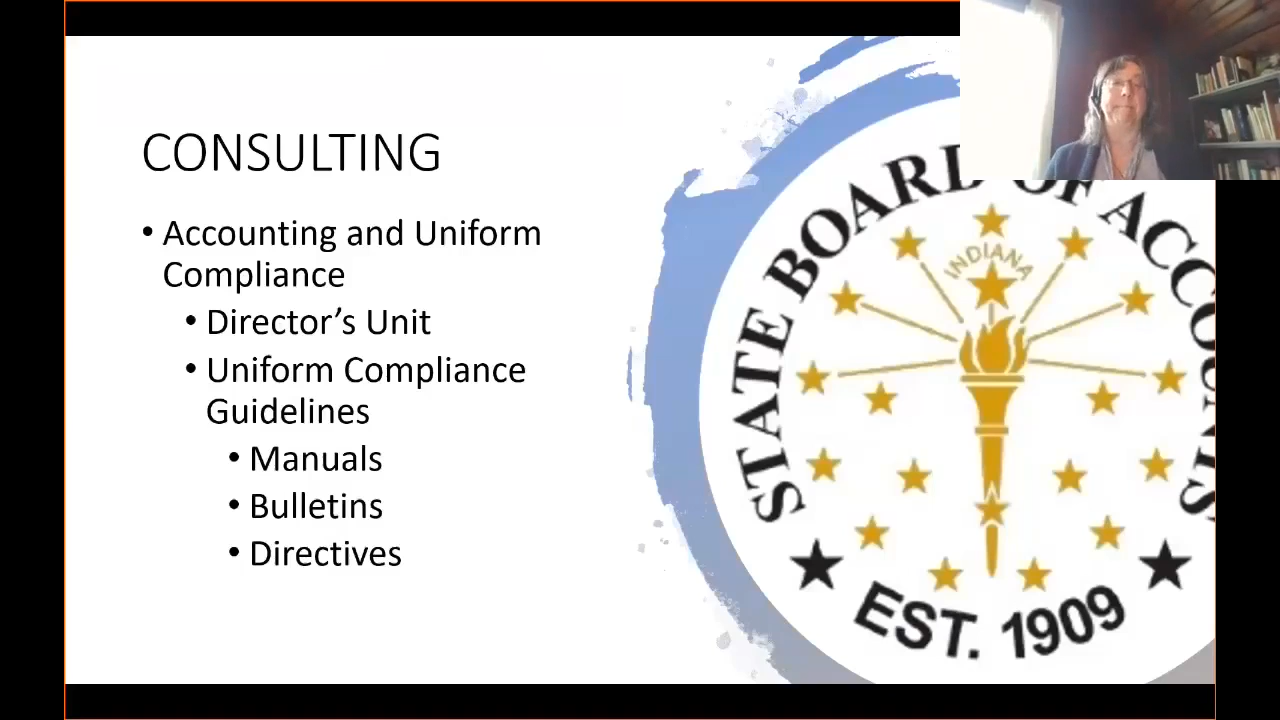 CONSULTING
• Accounting and Uniform
Compliance
• Director’s Unit
• Uniform Compliance
Guidelines
• Manuals
• Bulletins
• Directives
STATE BOARD OF ACCOUNTS
INDIANA
EST. 1909